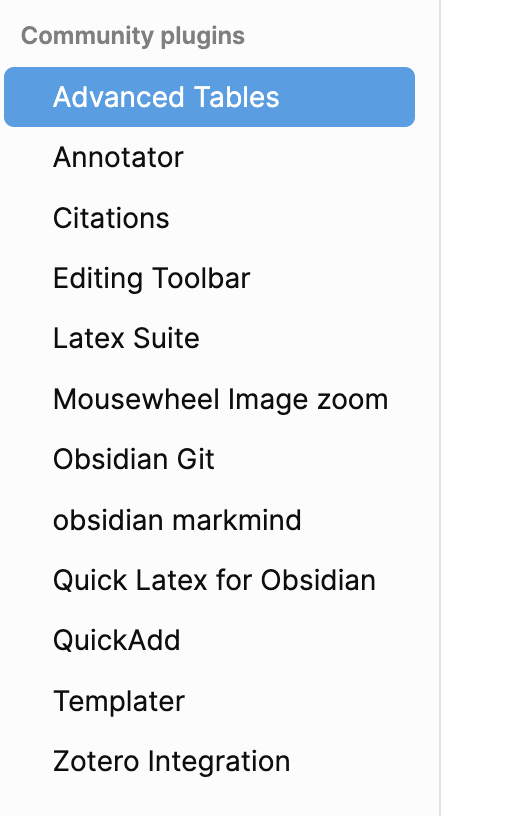 Community plugins
Advanced Tables
Annotator
Citations
Editing Toolbar
Latex Suite
Mousewheel Image zoom
Obsidian Git
obsidian markmind
Quick Latex for Obsidian
QuickAdd
Templater
Zotero Integration